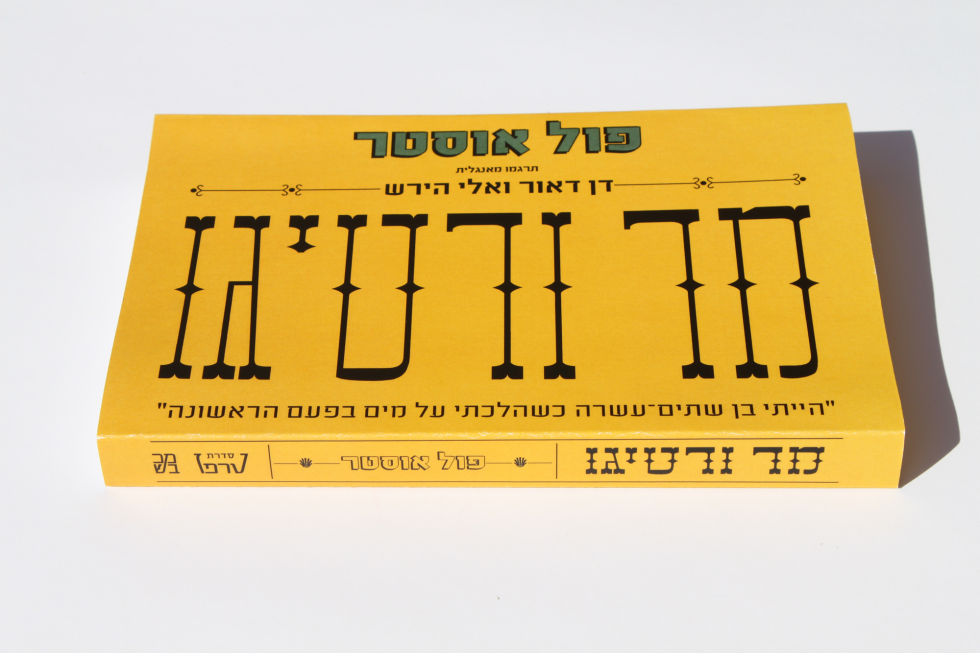 פול אוסטר
תרגמו מאנגלית
דן דאור ואלי הירש
מר ורטיגו
"הייתי בן שתים־עשרה כשהלכתי על מים בפעם הראשונה"
מר ורטיגו
פול אוסטר
סדרת
טרפז